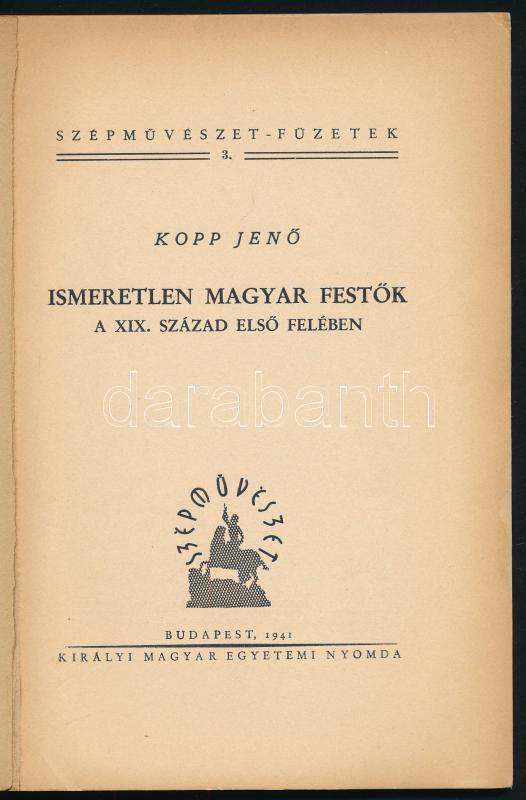 SZÉPMŰVÉSZET-FÜZETEK
3.
KOPP JENŐ
ISMERETLEN MAGYAR FESTŐK
A XIX. SZÁZAD ELSŐ FELÉBEN
darabanth
SZÉPMŰVÉSZET
BUDAPEST, 1941
KIRÁLYI MAGYAR EGYETEMI NYOMDA